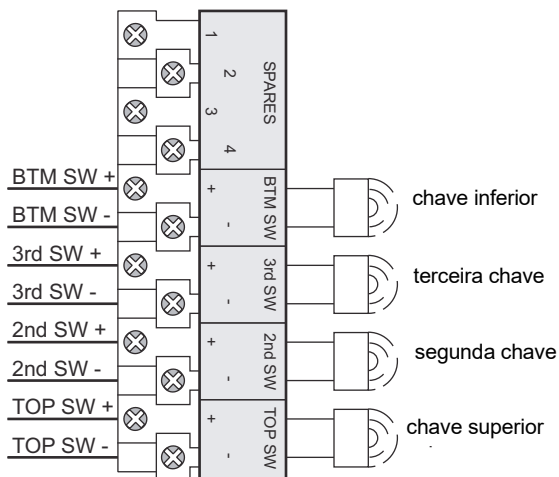 1
2
3
4
SPARES
BTM SW +
BTM SW -
+
-
BTM SW
chave inferior
3rd SW +
3rd SW -
+
-
3rd SW
terceira chave
2nd SW +
2nd SW -
+
-
2nd SW
segunda chave
TOP SW +
TOP SW -
+
-
TOP SW
chave superior